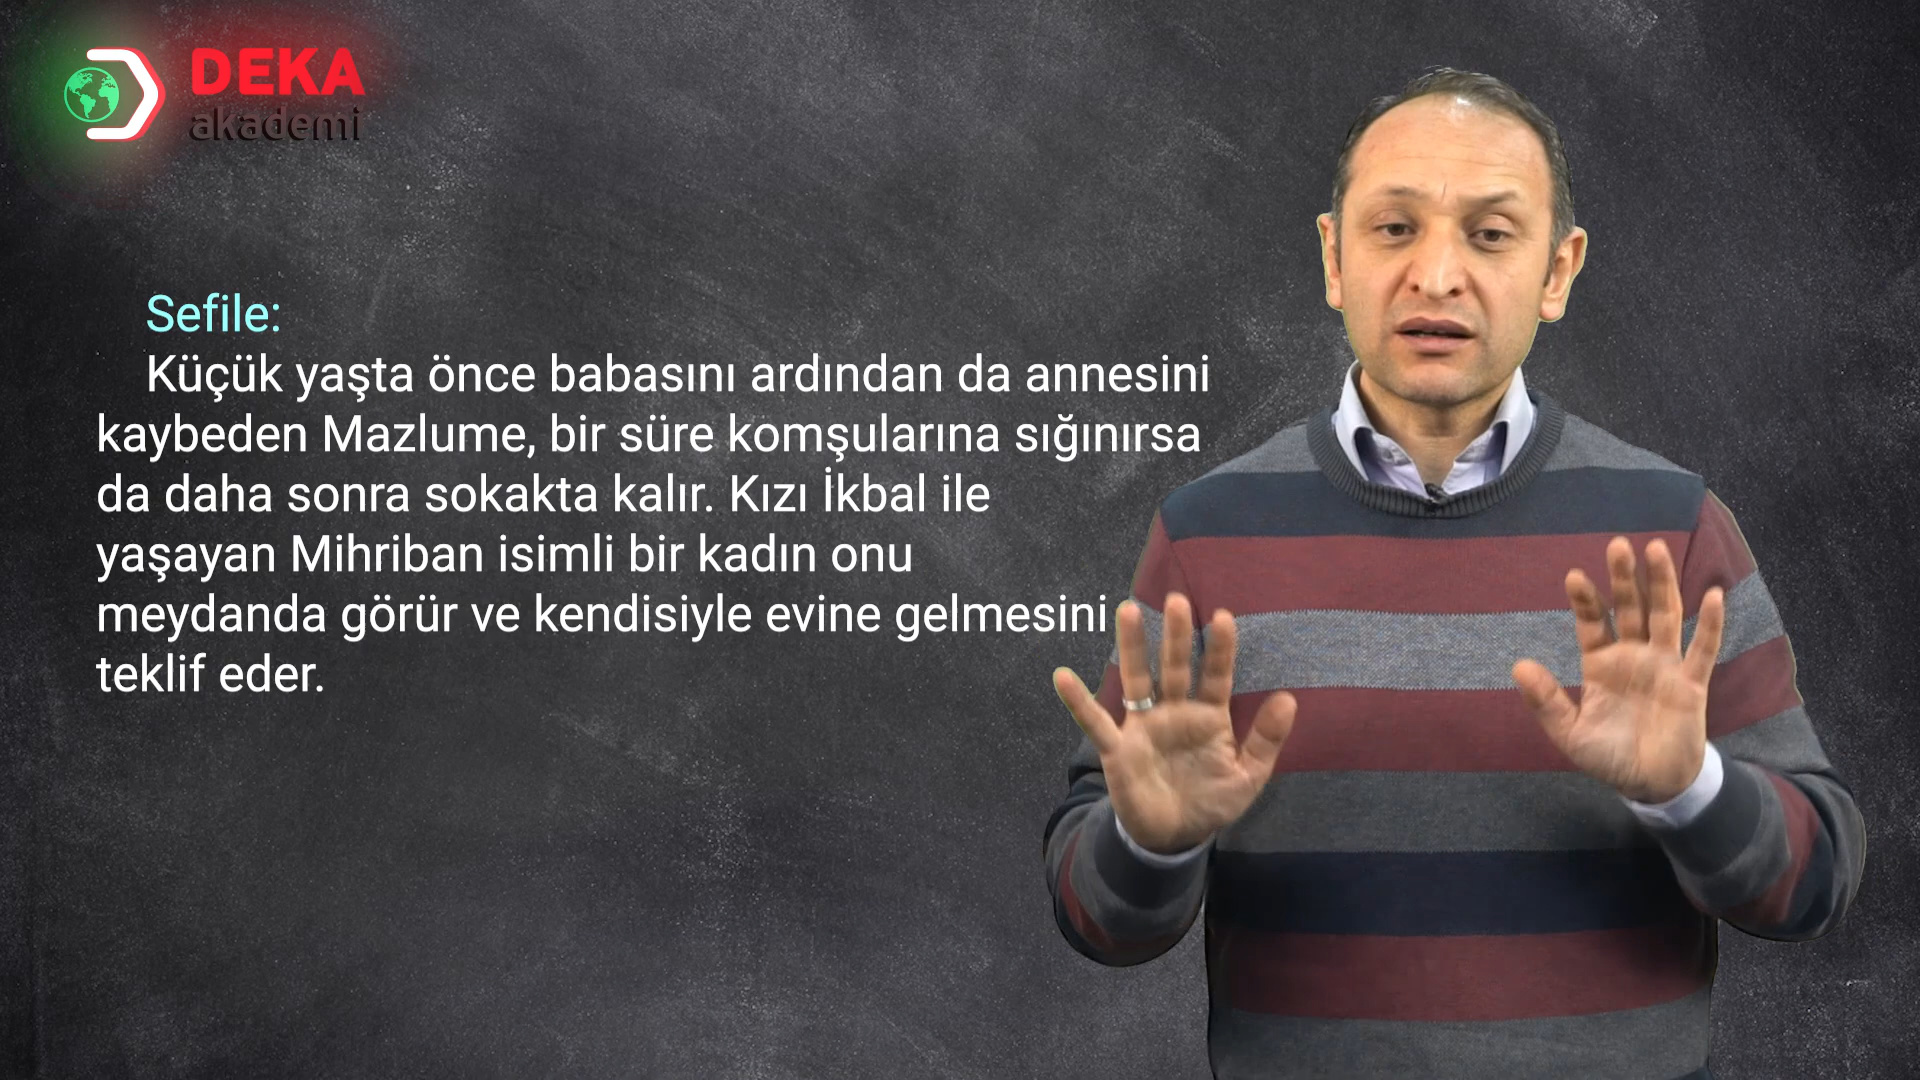 DEKA
akademi
Sefile:
Küçük yaşta önce babasını ardından da annesini
kaybeden Mazlume, bir süre komşularına sığınırsa
da daha sonra sokakta kalır. Kızı İkbal ile
yaşayan Mihriban isimli bir kadın onu
meydanda görür ve kendisiyle evine gelmesini
teklif eder.